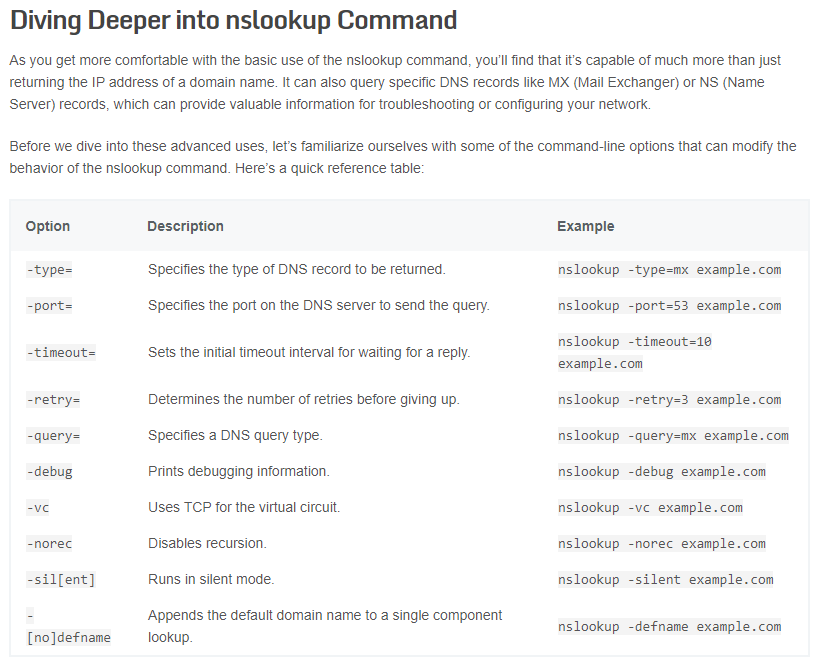 Diving Deeper into nslookup Command
As you get more comfortable with the basic use of the nslookup command, you’ll find that it’s capable of much more than just
returning the IP address of a domain name. It can also query specific DNS records like MX (Mail Exchanger) or NS (Name
Server) records, which can provide valuable information for troubleshooting or configuring your network.
Before we dive into these advanced uses, let’s familiarize ourselves with some of the command-line options that can modify the
behavior of the nslookup command. Here’s a quick reference table:
Option Description Example
-type= Specifies the type of DNS record to be returned. nslookup -type=mx example.com
-port= Specifies the port on the DNS server to send the query. nslookup -port=53 example.com
-timeout= Sets the initial timeout interval for waiting for a reply. nslookup -timeout=10
example.com
-retry= Determines the number of retries before giving up. nslookup -retry=3 example.com
-query= Specifies a DNS query type. nslookup -query=mx example.com
-debug Prints debugging information. nslookup -debug example.com
-vc Uses TCP for the virtual circuit. nslookup -vc example.com
-norec Disables recursion. nslookup -norec example.com
-sil[ent] Runs in silent mode. nslookup -silent example.com
-
[no]defname
Appends the default domain name to a single component
lookup.
nslookup -defname example.com